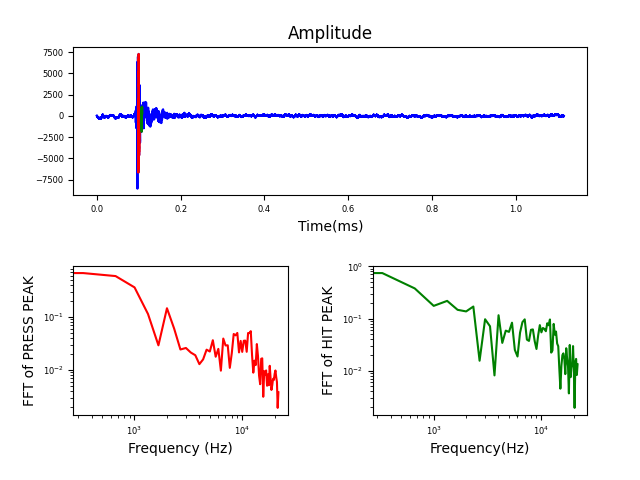 Amplitude
7500
5000
2500
0
−2500
−5000
−7500
0.0 0.2 0.4 0.6 0.8 1.0
Time(ms)
FFT of PRESS PEAK
10⁻¹
10⁻²
10³ 10⁴
Frequency (Hz)
FFT of HIT PEAK
10⁰
10⁻¹
10⁻²
10³ 10⁴
Frequency(Hz)